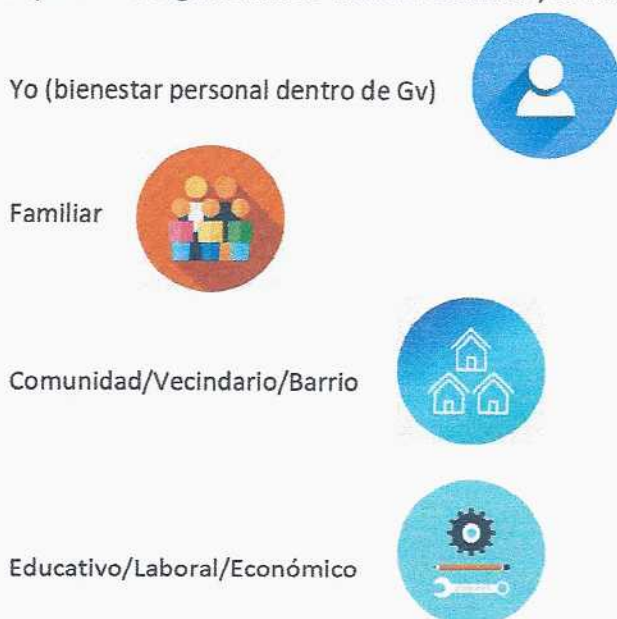 Yo (bienestar personal dentro de Gv)
Familiar
Comunidad/Vecindario/Barrio
Educativo/Laboral/Económico